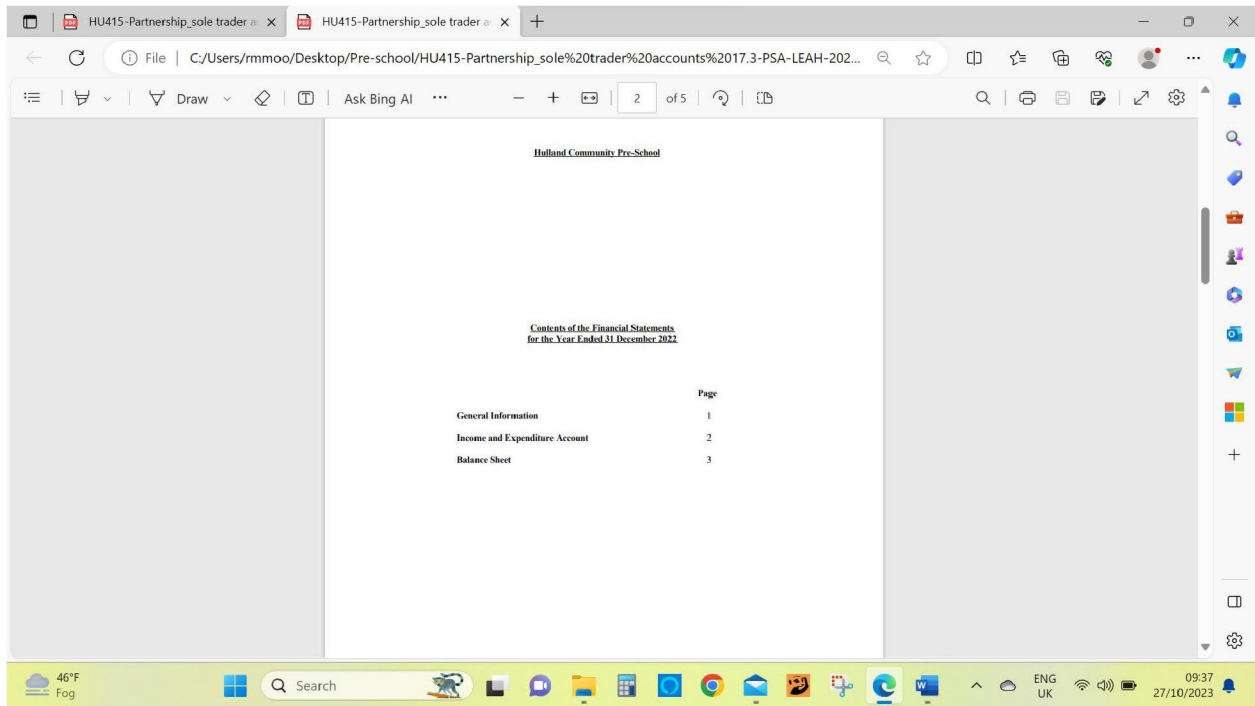 HU415-Partnership_sole trader a
HU415-Partnership_sole trader a
File | C:/Users/rmmoo/Desktop/Pre-school/HU415-Partnership_sole%20trader%20accounts%2017.3-PSA-LEAH-202...
Draw
Ask Bing AI
2 of 5
Hulland Community Pre-School
Contents of the Financial Statements
for the Year Ended 31 December 2022
Page
General Information 1
Income and Expenditure Account 2
Balance Sheet 3
46°F
Fog
Search
ENG
UK
09:37
27/10/2023